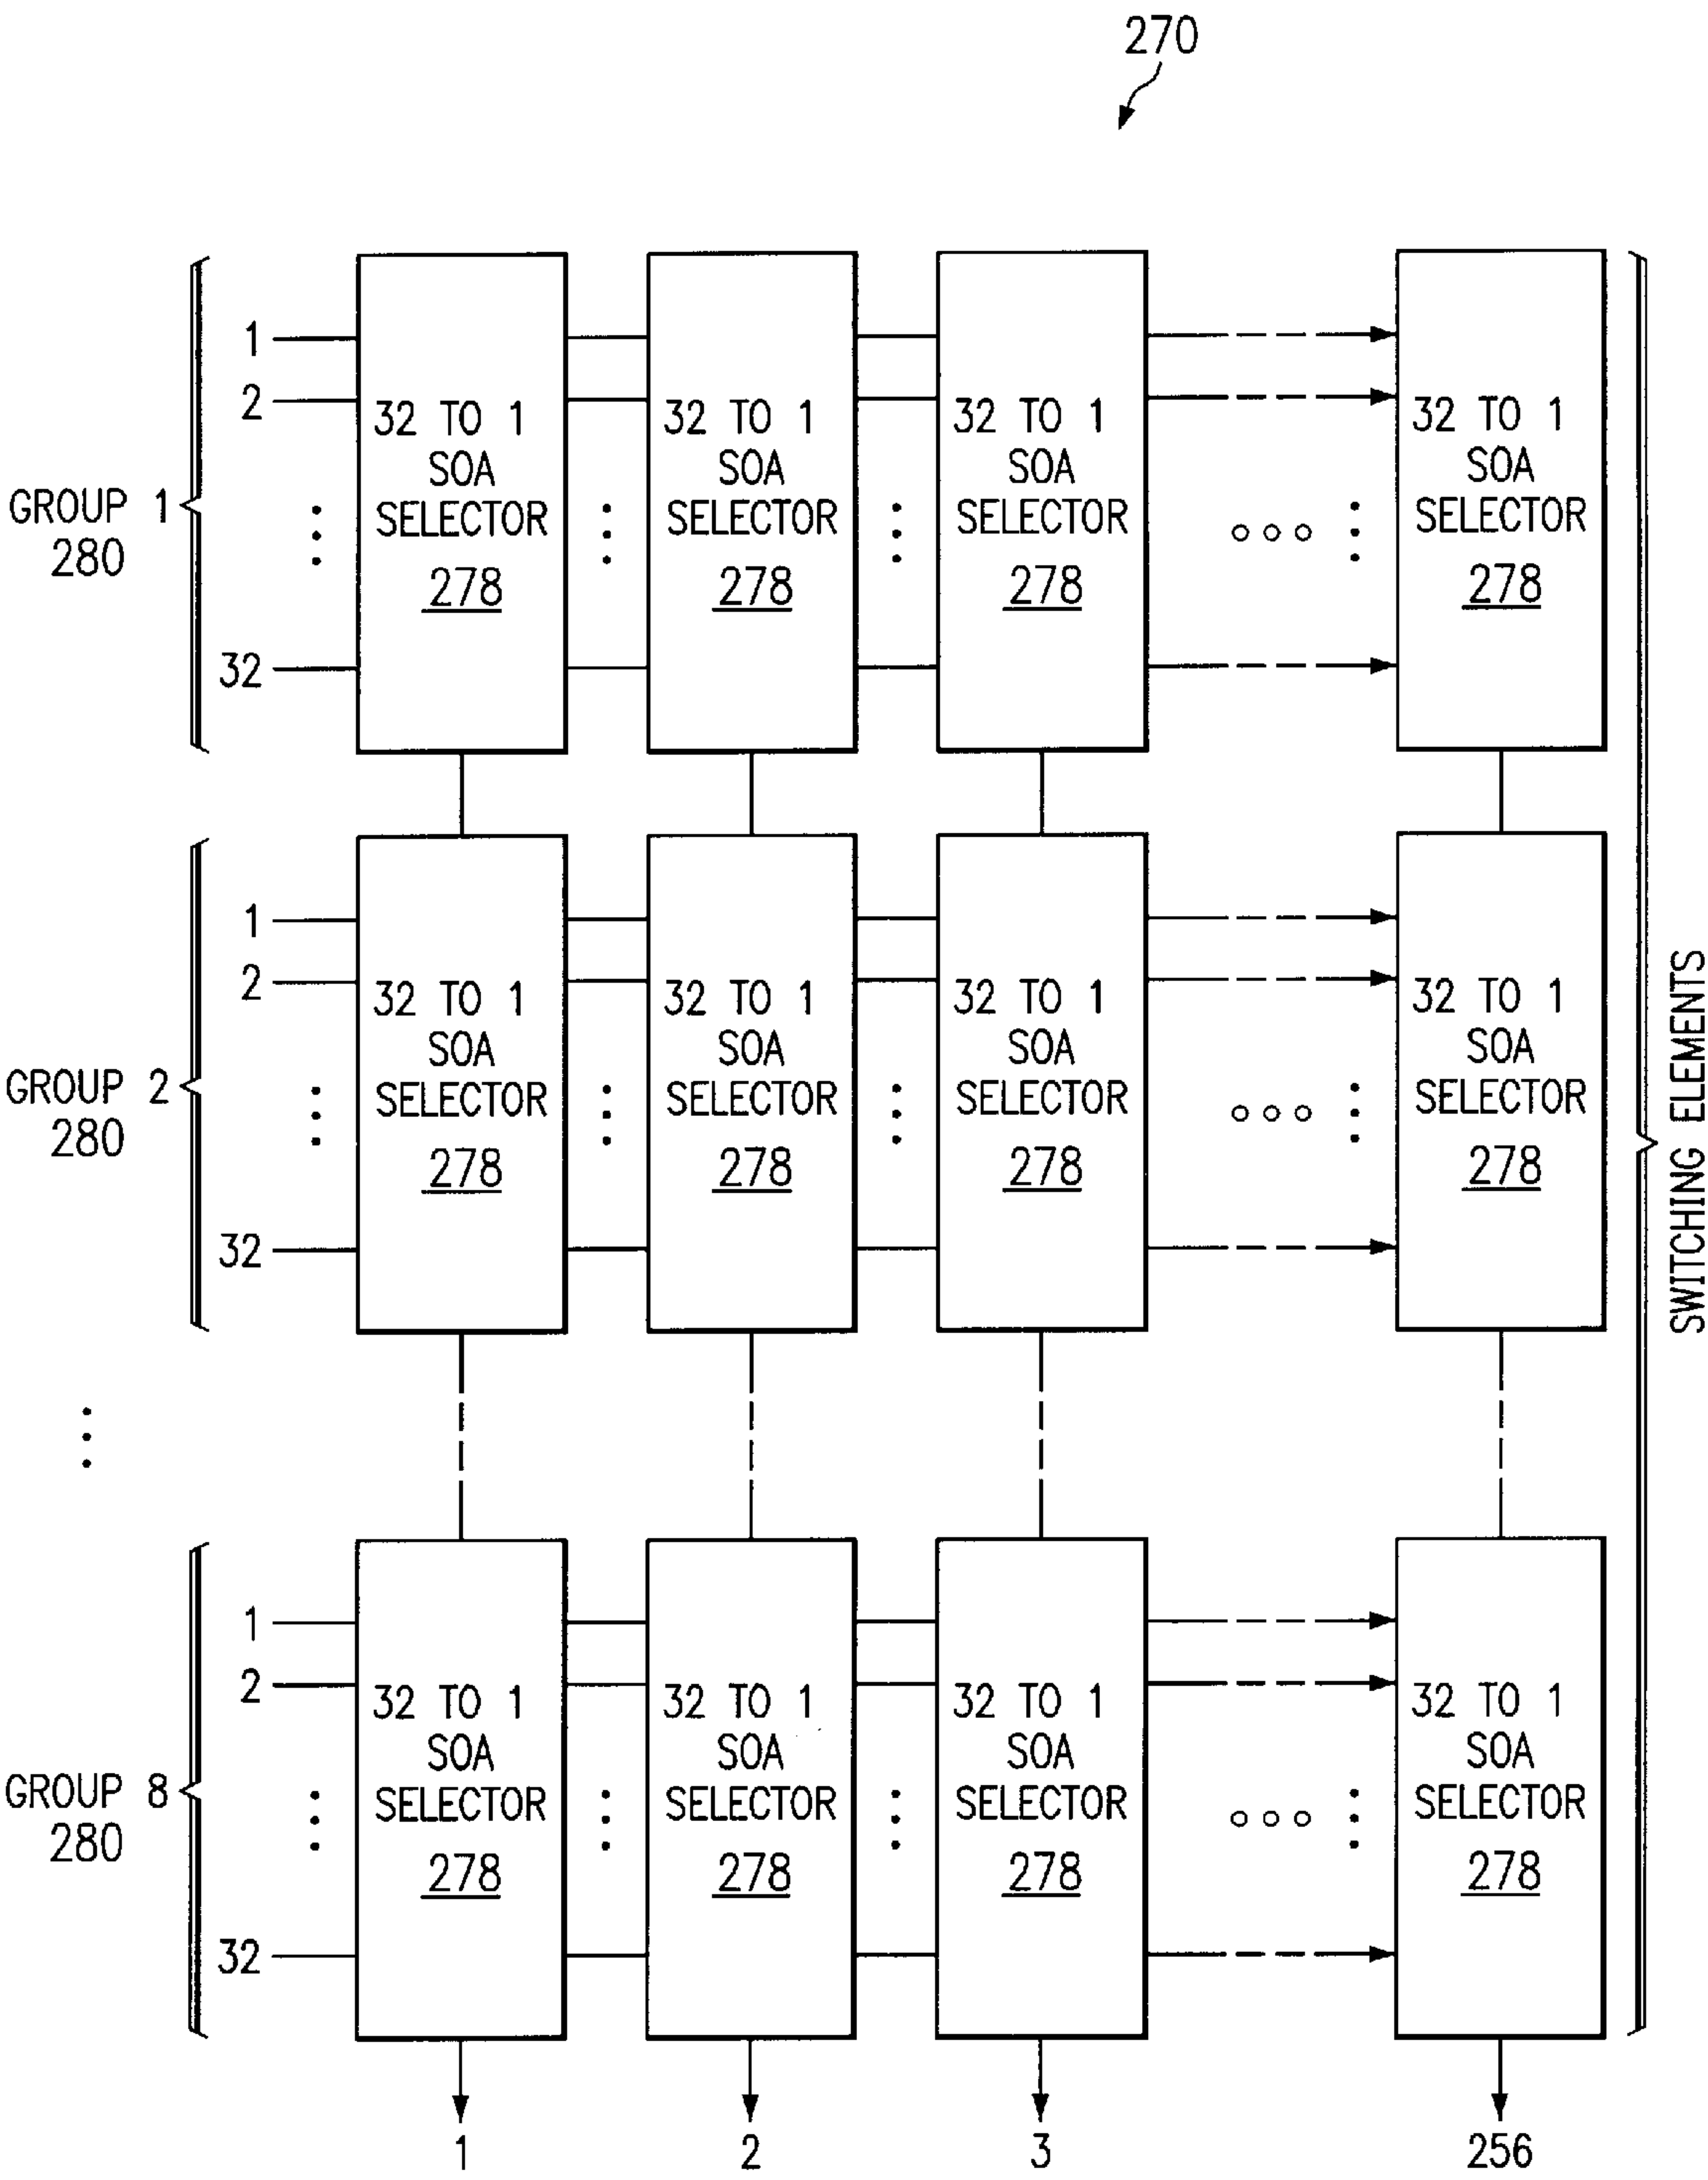 270
1
2
32
GROUP 1
280
32 TO 1
SOA
SELECTOR
278
32 TO 1
SOA
SELECTOR
278
32 TO 1
SOA
SELECTOR
278
32 TO 1
SOA
SELECTOR
278
1
2
32
GROUP 2
280
32 TO 1
SOA
SELECTOR
278
32 TO 1
SOA
SELECTOR
278
32 TO 1
SOA
SELECTOR
278
32 TO 1
SOA
SELECTOR
278
SWITCHING ELEMENTS
1
2
32
GROUP 8
280
32 TO 1
SOA
SELECTOR
278
32 TO 1
SOA
SELECTOR
278
32 TO 1
SOA
SELECTOR
278
32 TO 1
SOA
SELECTOR
278
1
2
3
256